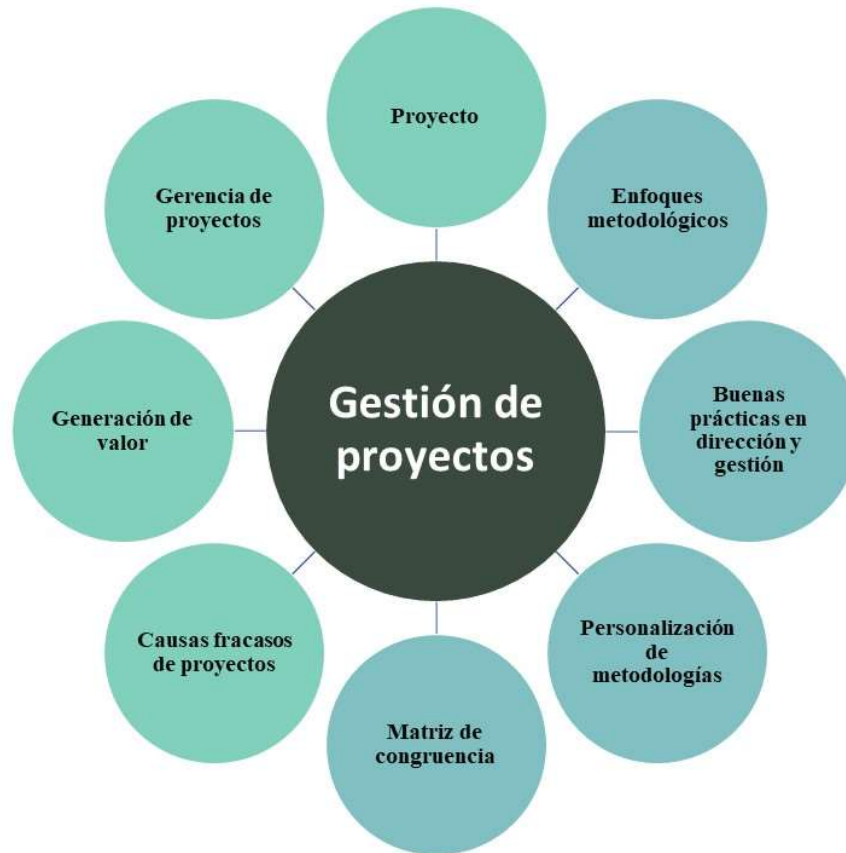 Proyecto
Enfoques
metodológicos
Buenas
prácticas en
dirección y
gestión
Personalización
de
metodologías
Matriz de
congruencia
Causas fracasos
de proyectos
Generación de
valor
Gerencia de
proyectos
Gestión de
proyectos